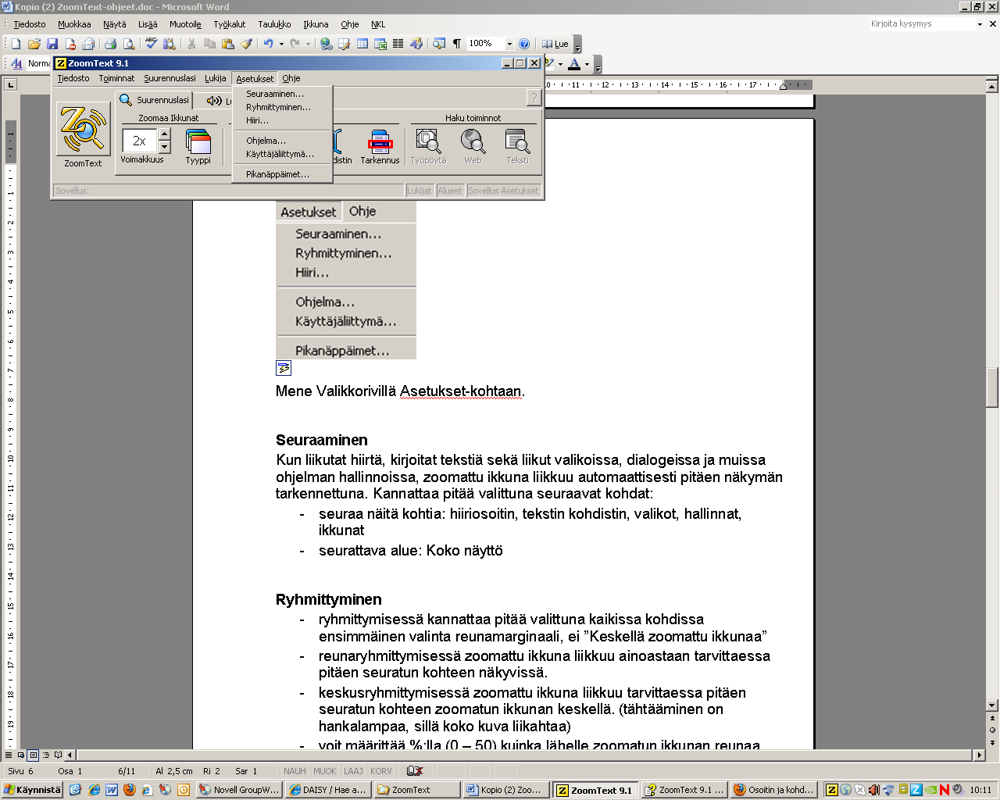 Kopio (2) ZoomText-ohjeet.doc - Microsoft Word
Tiedosto Muokkaa Näytä Lisää Muotoile Työkalut Taulukko Ikkuna Ohje NKL Kirjoita kysymys
100% Lue
Norma
ZoomText 9.1
Tiedosto Toiminnat Suurennuslasi Lukija Asetukset Ohje
Suurennuslasi
Zoomaa Ikkunat
Haku toiminnot
2x
ZoomText
Voimakkuus
Tyyppi
distin
Tarkennus
Työpöytä
Web
Teksti
Seuraaminen...
Ryhmittyminen...
Hiiri...
Ohjelma...
Käyttäjäliittymä...
Pikanäppäimet...
Sovellus: Lukijat Alueet Sovellus Asetukset
10 11 12 13 14 15 16 17
Asetukset Ohje
Seuraaminen...
Ryhmittyminen...
Hiiri...
Ohjelma...
Käyttäjäliittymä...
Pikanäppäimet...
Mene Valikkorivillä Asetukset-kohtaan.
Seuraaminen
Kun liikutat hiirtä, kirjoitat tekstiä sekä liikut valikoissa, dialogeissa ja muissa
ohjelman hallinnoissa, zoomattu ikkuna liikkuu automaattisesti pitäen näkymän
tarkennettuna. Kannattaa pitää valittuna seuraavat kohdat:
- seuraa näitä kohtia: hiiriosoitin, tekstin kohdistin, valikot, hallinnat,
ikkunat
- seurattava alue: Koko näyttö
Ryhmittyminen
- ryhmittymisessä kannattaa pitää valittuna kaikissa kohdissa
ensimmäinen valinta reunamarginaali, ei ”Keskellä zoomattu ikkunaa”
- reunaryhmittymisessä zoomattu ikkuna liikkuu ainoastaan tarvittaessa
pitäen seuratun kohteen näkyvissä.
- keskusryhmittymisessä zoomattu ikkuna liikkuu tarvittaessa pitäen
seuratun kohteen zoomatun ikkunan keskellä. (tähtääminen on
hankalampaa, sillä koko kuva liikahtaa)
- voit määrittää %:lla (0 – 50) kuinka lähelle zoomatun ikkunan reunaa
Sivu 6 Osa 1 6/11 Al 2,5 cm Ri 2 Sar 1 NAUH MUOK LAAJ KORV
Käynnistä Novell GroupW... DAISY / Hae a... ZoomText Kopio (2) Zoo... ZoomText 9.1 ZoomText 9.1 ... Osoitin ja kohd... 10:11